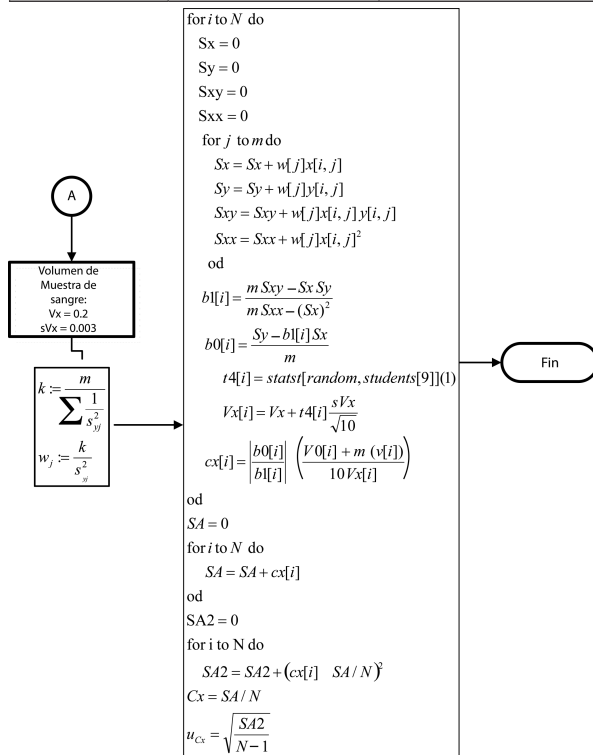 A
Volumen de
Muestra de
sangre:
Vx = 0.2
sVx = 0.003
k := m / ∑ 1/s²yj
wj := k / s²yi
for i to N do
Sx = 0
Sy = 0
Sxy = 0
Sxx = 0
for j to m do
Sx = Sx + w[ j]x[i, j]
Sy = Sy + w[ j]y[i, j]
Sxy = Sxy + w[ j]x[i, j] y[i, j]
Sxx = Sxx + w[ j]x[i, j]²
od
b1[i] = (m Sxy – Sx Sy) / (m Sxx – (Sx)²)
b0[i] = (Sy – b1[i] Sx) / m
t4[i] = statst[random, students[9]](1)
Vx[i] = Vx + t4[i] sVx / √10
cx[i] = |b0[i] / b1[i]| (V0[i] + m (v[i]) / 10Vx[i])
od
SA = 0
for i to N do
SA = SA + cx[i]
od
SA2 = 0
for i to N do
SA2 = SA2 + (cx[i] SA / N)²
Cx = SA / N
uCx = √(SA2 / N – 1)
Fin